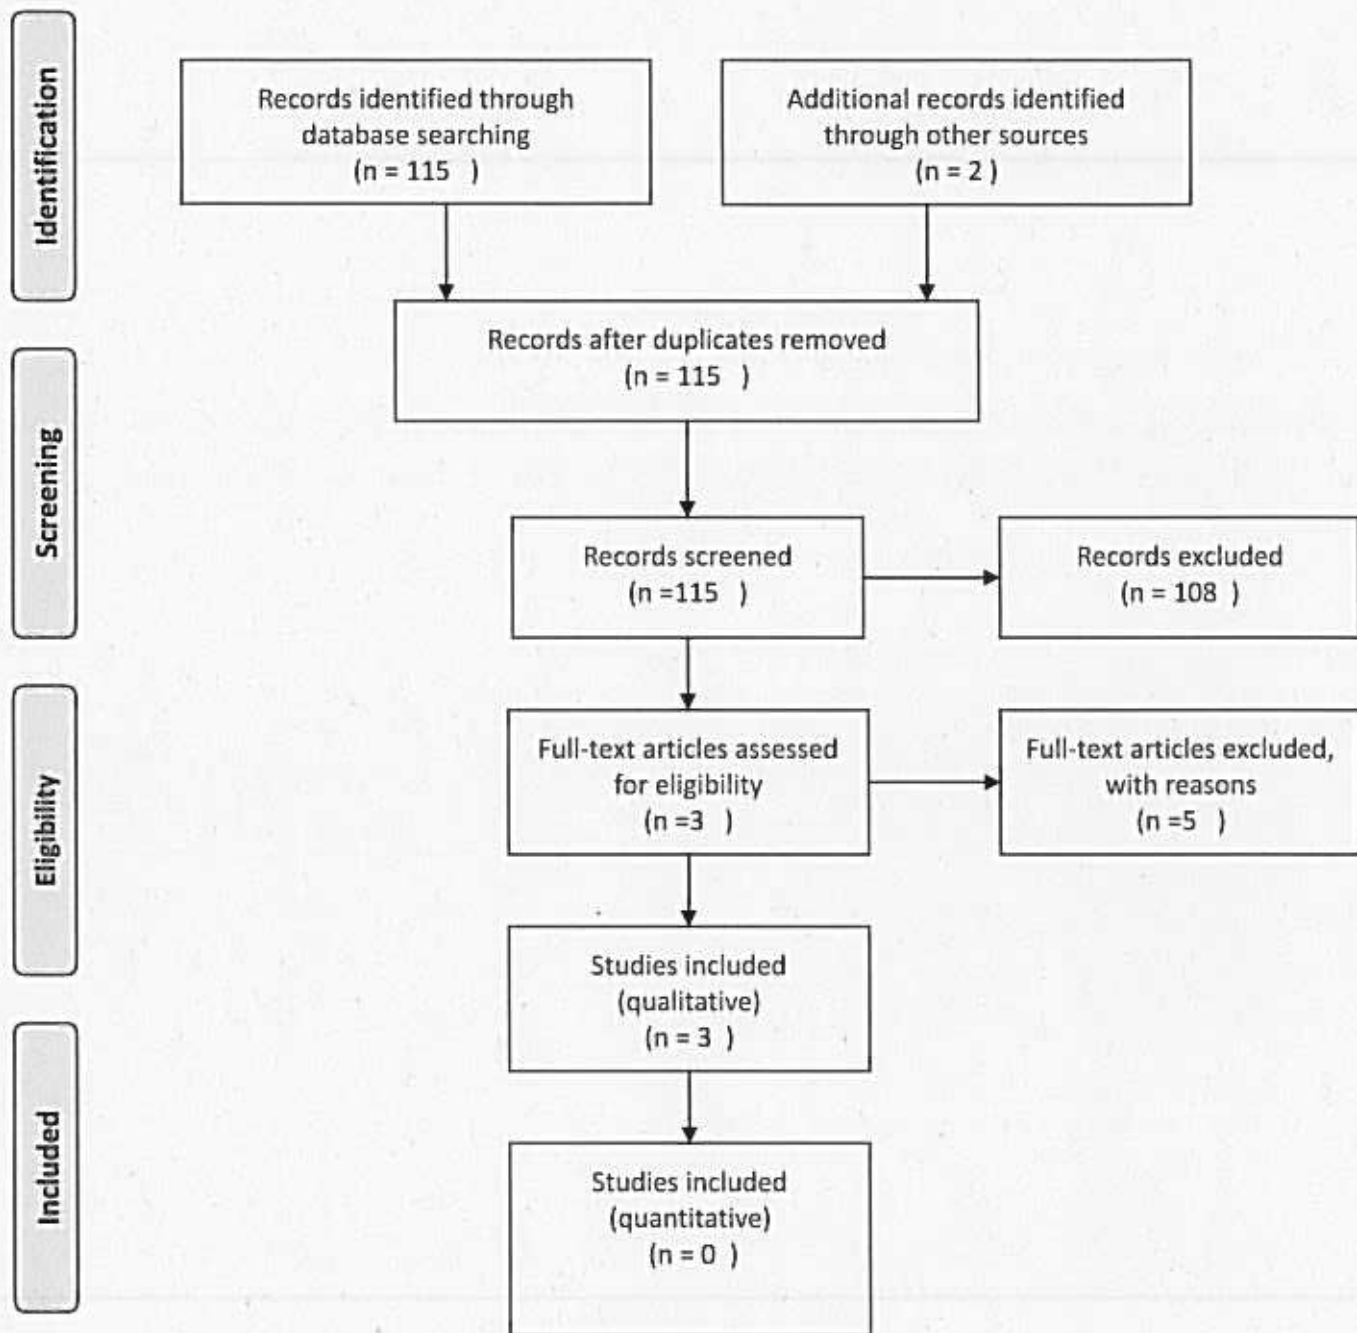 Identification
Records identified through
database searching
(n = 115   )
Additional records identified
through other sources
(n = 2 )
Records after duplicates removed
(n = 115   )
Screening
Records screened
(n =115   )
Records excluded
(n = 108   )
Eligibility
Full-text articles assessed
for eligibility
(n =3   )
Full-text articles excluded,
with reasons
(n =5   )
Studies included
(qualitative)
(n = 3   )
Included
Studies included
(quantitative)
(n = 0   )